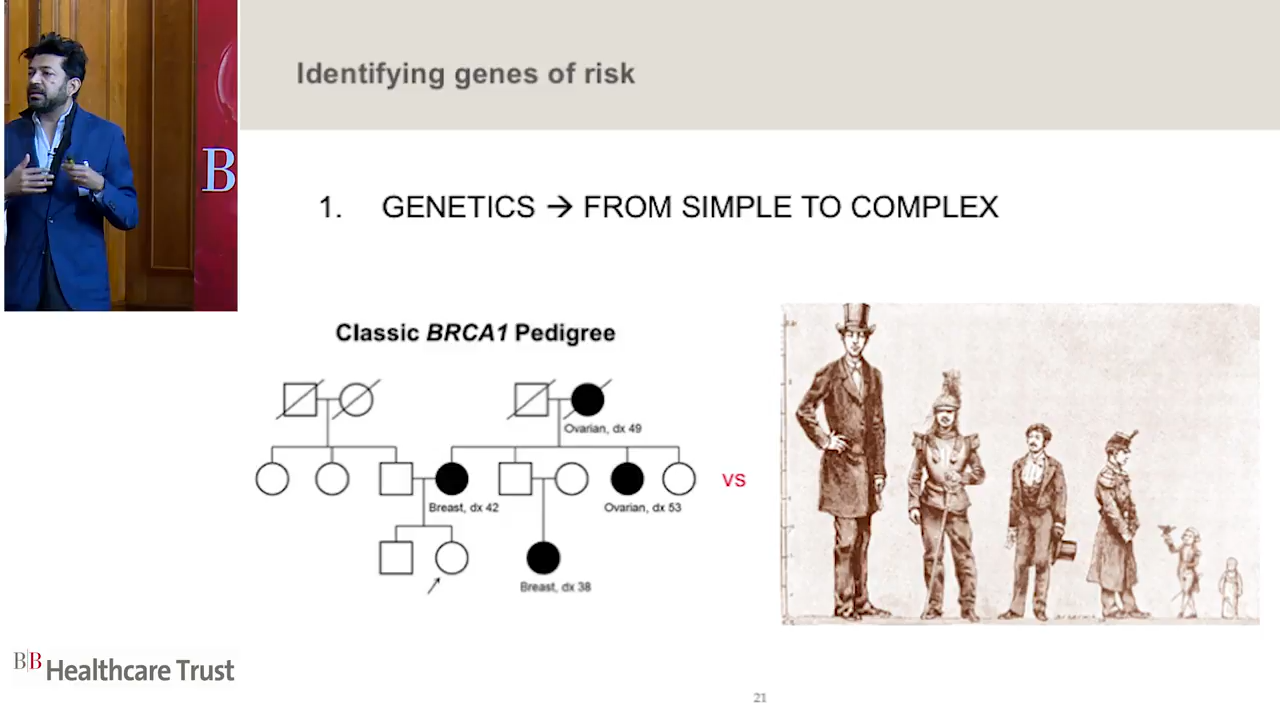 Identifying genes of risk
B
1. GENETICS → FROM SIMPLE TO COMPLEX
Classic BRCA1 Pedigree
Ovarian, dx 49
Breast, dx 42
Ovarian, dx 53
vs
Breast, dx 38
B|B Healthcare Trust
21